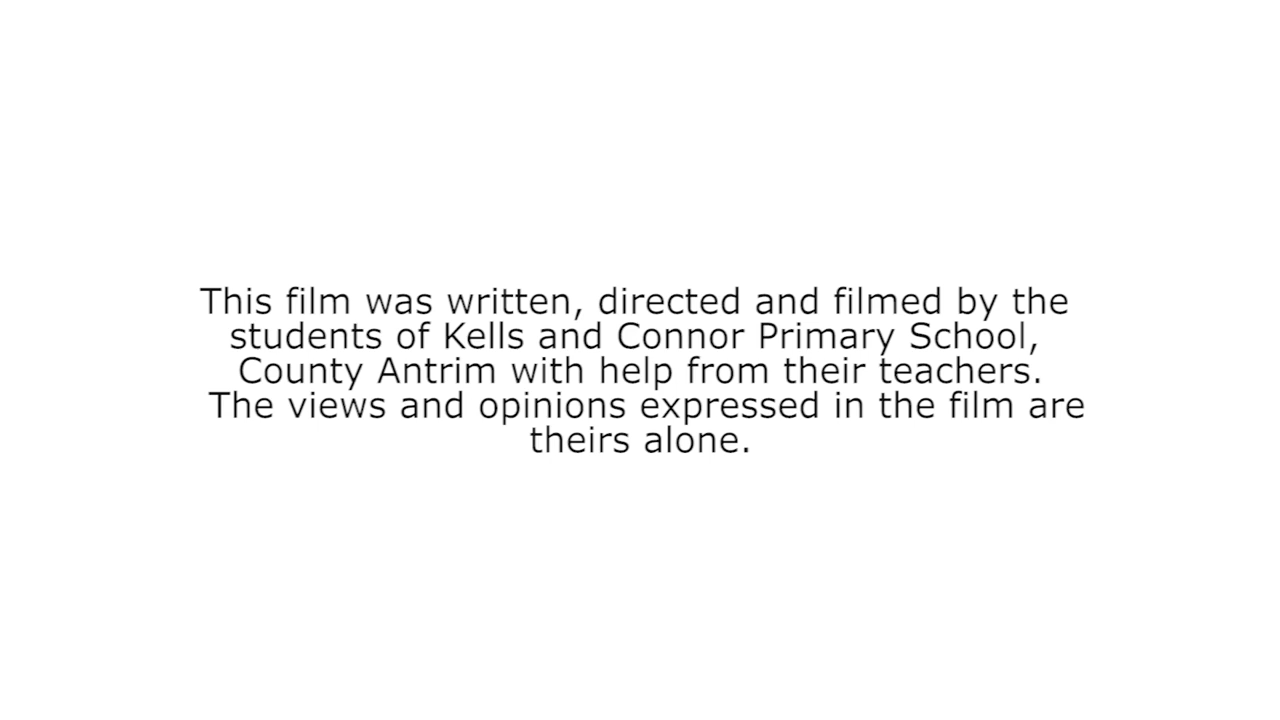 This film was written, directed and filmed by the
students of Kells and Connor Primary School,
County Antrim with help from their teachers.
The views and opinions expressed in the film are
theirs alone.